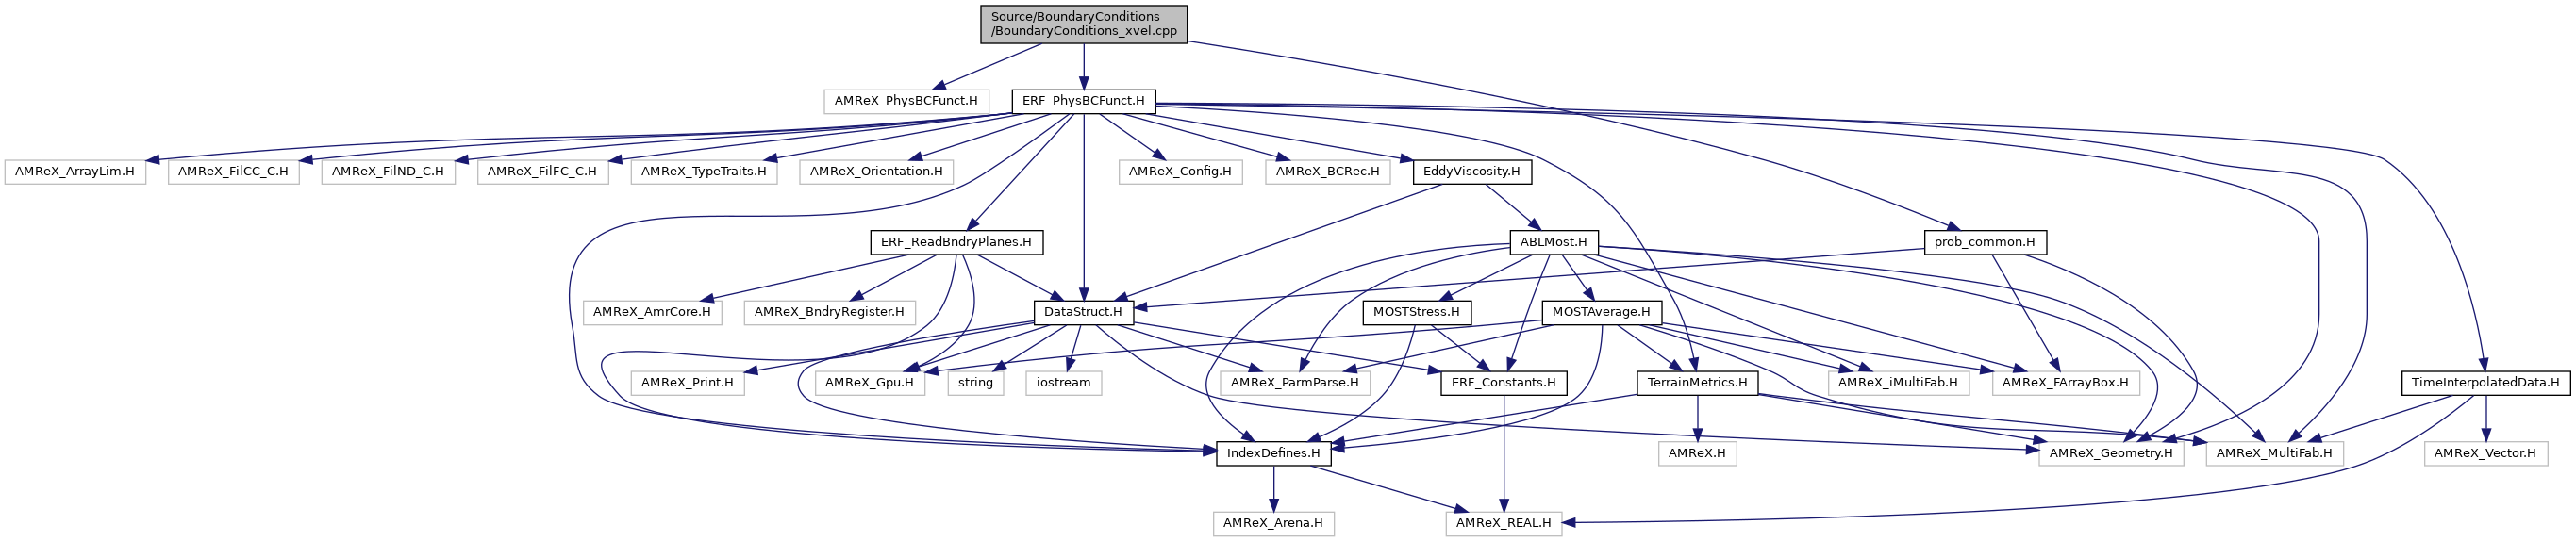 Source/BoundaryConditions
/BoundaryConditions_xvel.cpp
AMReX_PhysBCFunct.H
ERF_PhysBCFunct.H
AMReX_ArrayLim.H
AMReX_FilCC_C.H
AMReX_FilND_C.H
AMReX_FilFC_C.H
AMReX_TypeTraits.H
AMReX_Orientation.H
AMReX_Config.H
AMReX_BCRec.H
EddyViscosity.H
ERF_ReadBndryPlanes.H
ABLMost.H
prob_common.H
AMReX_AmrCore.H
AMReX_BndryRegister.H
DataStruct.H
MOSTStress.H
MOSTAverage.H
AMReX_Print.H
AMReX_Gpu.H
string
iostream
AMReX_ParmParse.H
ERF_Constants.H
TerrainMetrics.H
AMReX_iMultiFab.H
AMReX_FArrayBox.H
TimeInterpolatedData.H
IndexDefines.H
AMReX.H
AMReX_Geometry.H
AMReX_MultiFab.H
AMReX_Vector.H
AMReX_Arena.H
AMReX_REAL.H